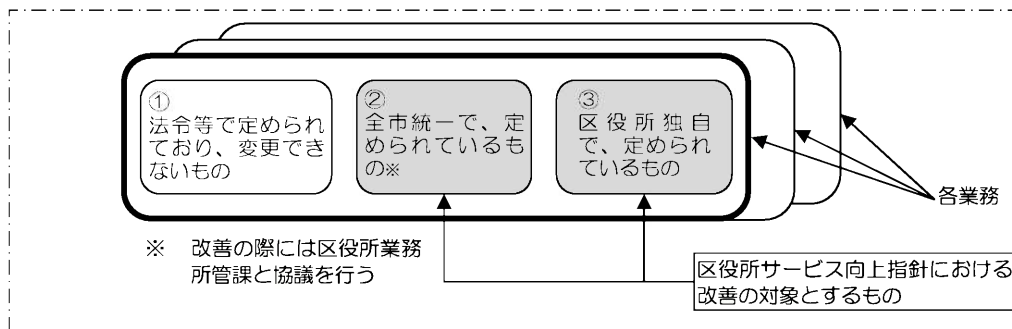 ①
法令等で定められ
ており、変更でき
ないもの
②
全市統一で、定
められているも
の※
③
区役所独自
で、定められ
ているもの
各業務
※　改善の際には区役所業務
所管課と協議を行う
区役所サービス向上指針における
改善の対象とするもの